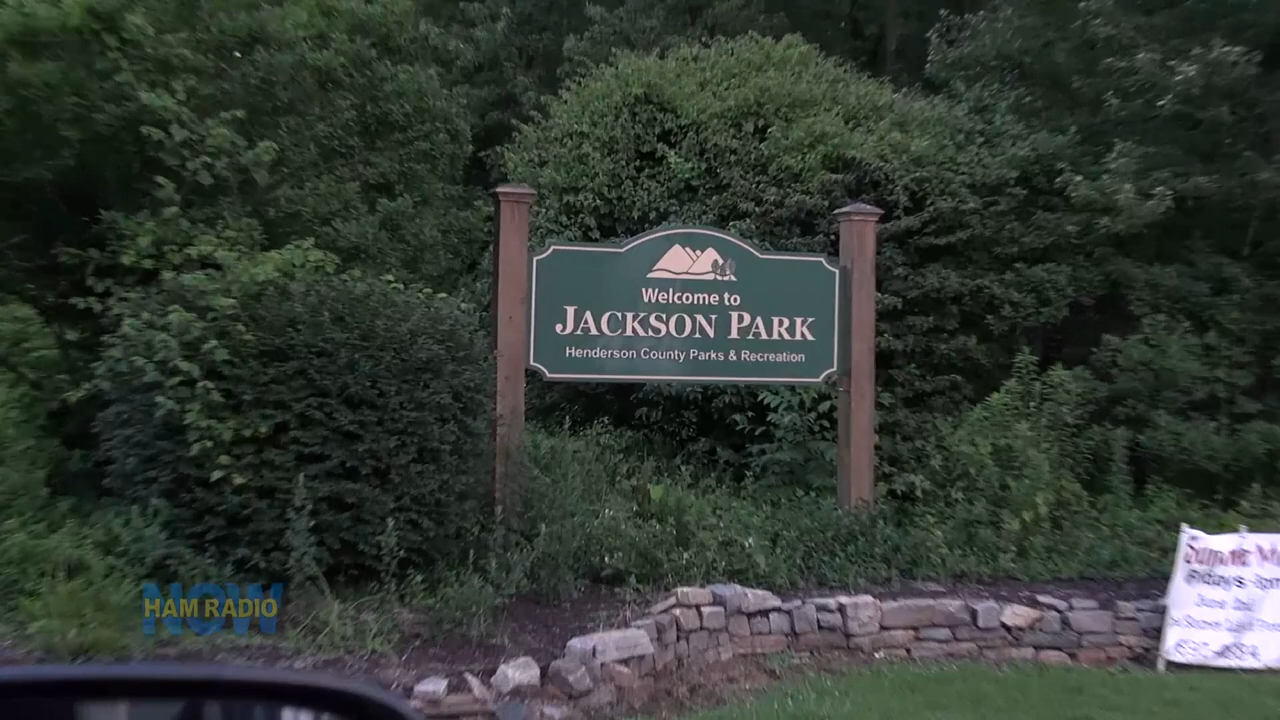 Welcome to
JACKSON PARK
Henderson County Parks & Recreation
NOW
HAM RADIO